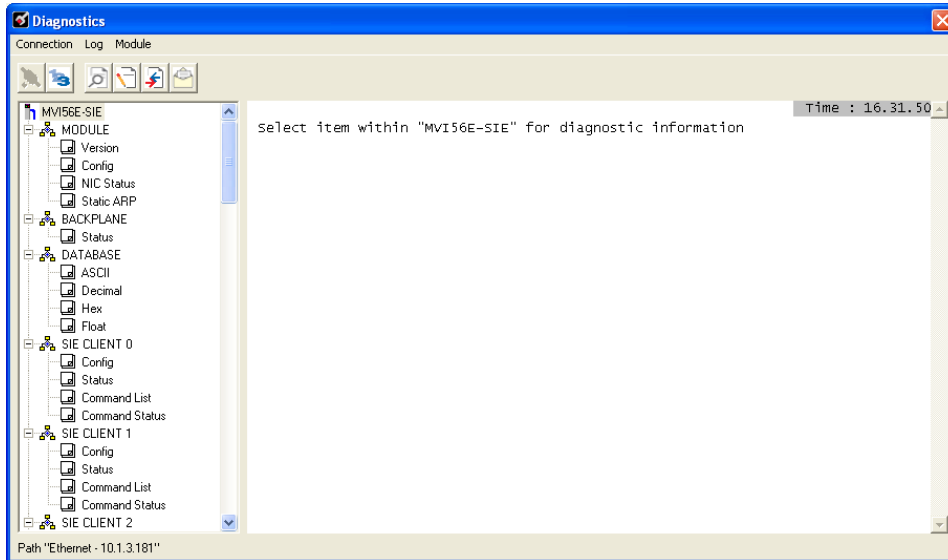 Diagnostics
Connection Log Module
MVI56E-SIE
MODULE
Version
Config
NIC Status
Static ARP
BACKPLANE
Status
DATABASE
ASCII
Decimal
Hex
Float
SIE CLIENT 0
Config
Status
Command List
Command Status
SIE CLIENT 1
Config
Status
Command List
Command Status
SIE CLIENT 2
Time : 16.31.50
Select item within "MVI56E-SIE" for diagnostic information
Path "Ethernet - 10.1.3.181"